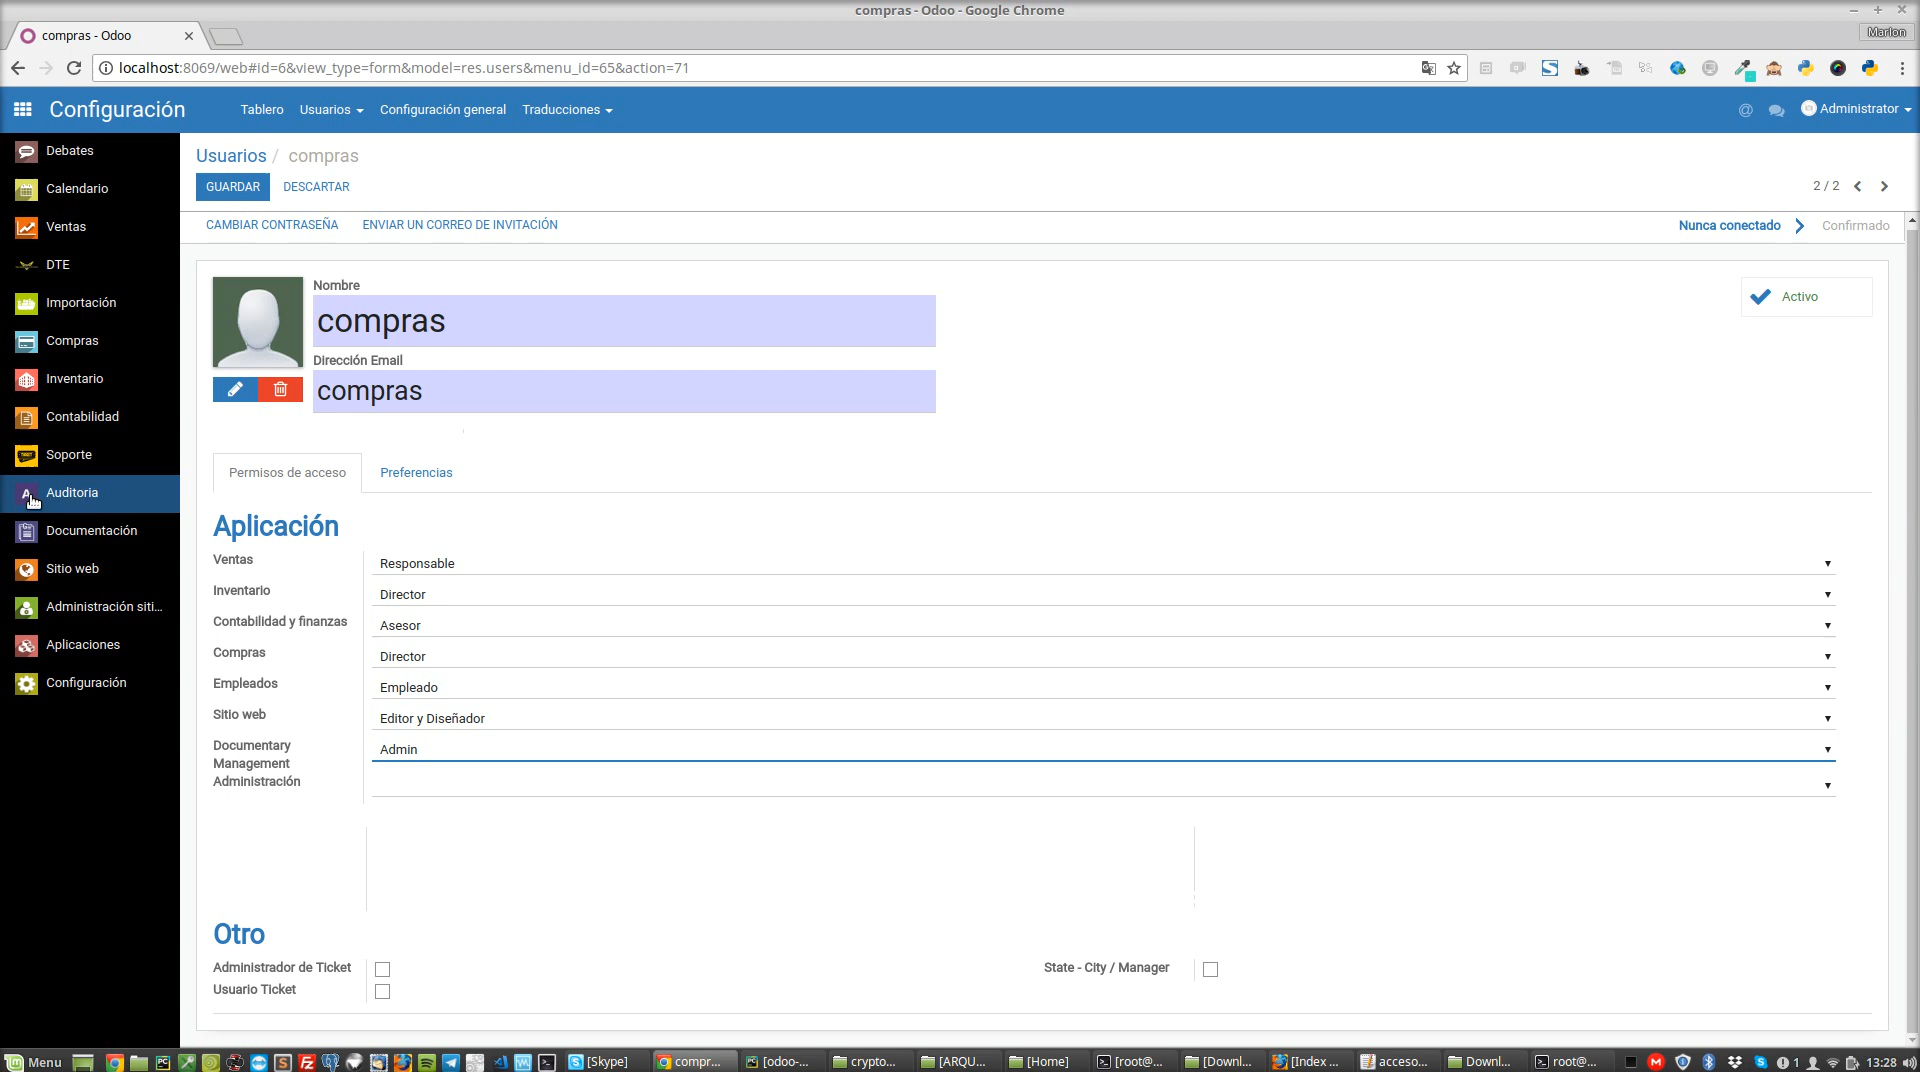 compras - Odoo - Google Chrome
compras - Odoo
Marlon
localhost:8069/web#id=6&view_type=form&model=res.users&menu_id=65&action=71
Configuración
Tablero
Usuarios
Configuración general
Traducciones
Administrator
Debates
Calendario
Ventas
DTE
Importación
Compras
Inventario
Contabilidad
Soporte
Auditoria
Documentación
Sitio web
Administración siti...
Aplicaciones
Configuración
Usuarios / compras
GUARDAR
DESCARTAR
2 / 2
CAMBIAR CONTRASEÑA
ENVIAR UN CORREO DE INVITACIÓN
Nunca conectado
Confirmado
Nombre
compras
Activo
Dirección Email
compras
Permisos de acceso
Preferencias
Aplicación
Ventas
Responsable
Inventario
Director
Contabilidad y finanzas
Asesor
Compras
Director
Empleados
Empleado
Sitio web
Editor y Diseñador
Documentary
Management
Admin
Administración
Otro
Administrador de Ticket
State - City / Manager
Usuario Ticket
Menu
[Skype]
compr...
[odoo-...
crypto...
[ARQU...
[Home]
[root@...
[Downl...
[Index ...
acceso...
Downl...
root@...
1
13:28